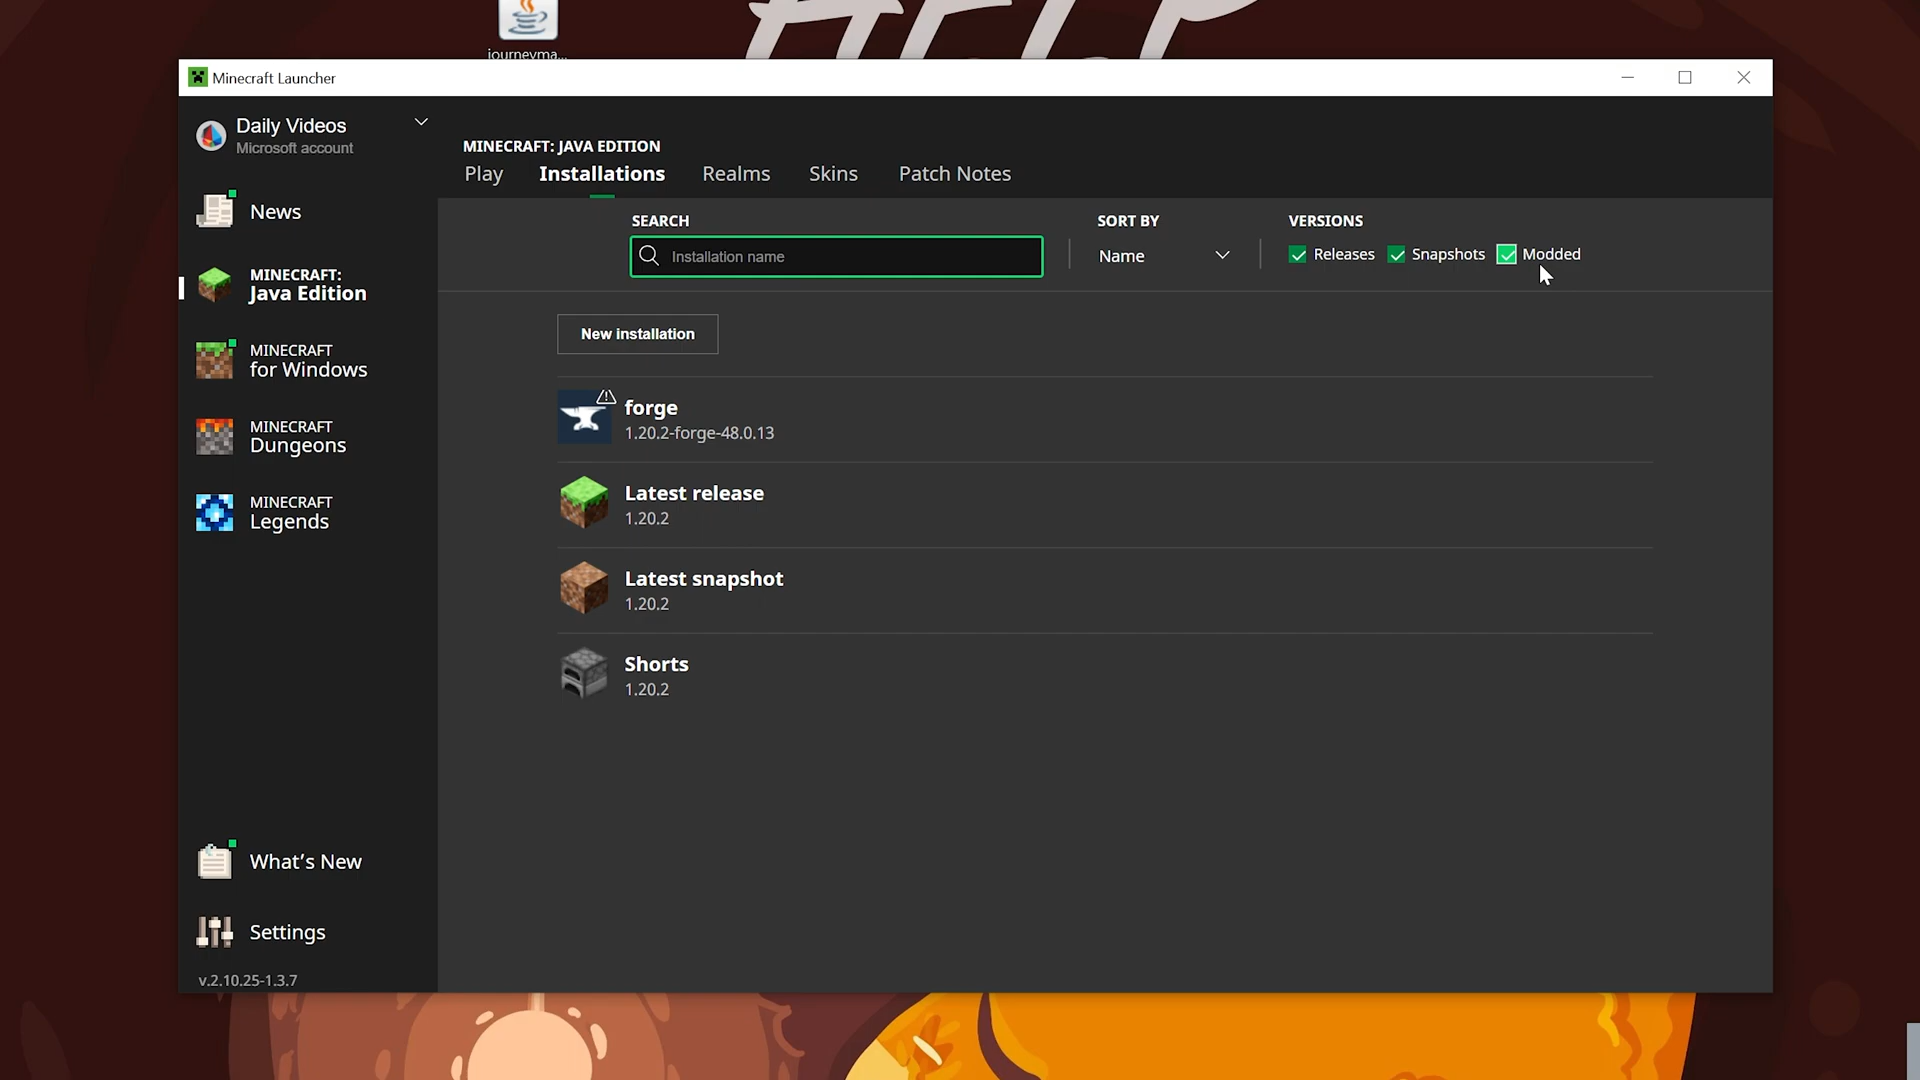 HELP
journeyma...
Minecraft Launcher
Daily Videos
Microsoft account
News
MINECRAFT:
Java Edition
MINECRAFT
for Windows
MINECRAFT
Dungeons
MINECRAFT
Legends
What's New
Settings
v.2.10.25-1.3.7
MINECRAFT: JAVA EDITION
Play Installations Realms Skins Patch Notes
SEARCH SORT BY VERSIONS
Installation name Name Releases Snapshots Modded
New installation
forge
1.20.2-forge-48.0.13
Latest release
1.20.2
Latest snapshot
1.20.2
Shorts
1.20.2